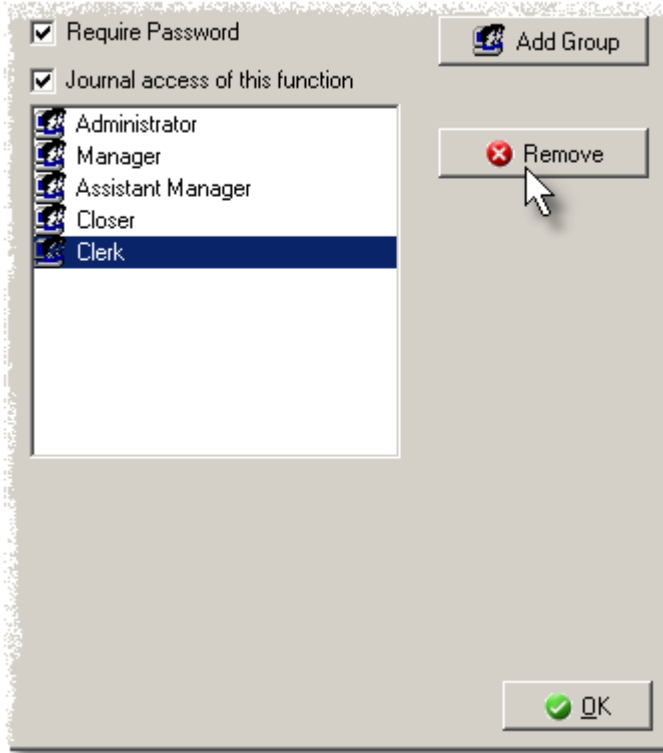 Require Password
Add Group
Journal access of this function
Administrator
Manager
Assistant Manager
Closer
Clerk
Remove
OK